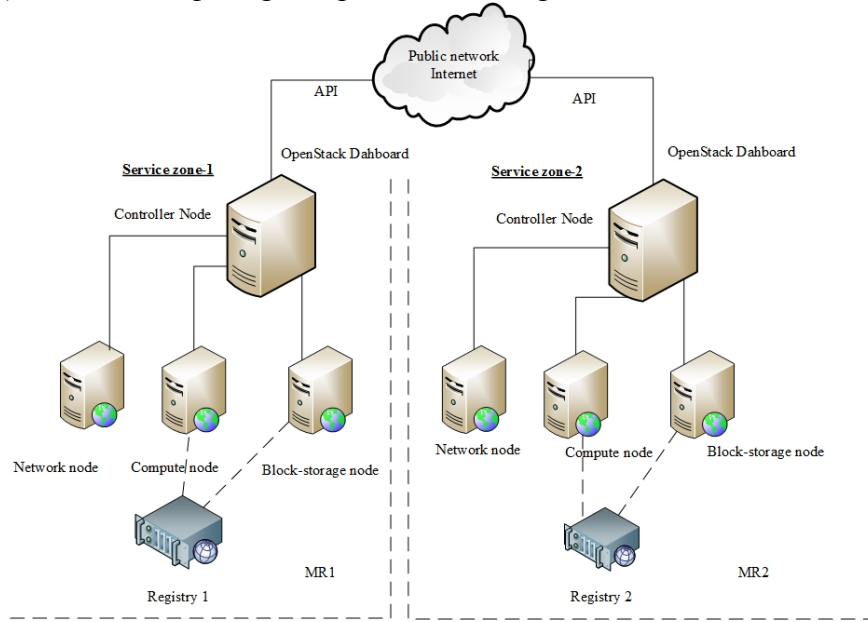 Public network
Internet
API
API
OpenStack Dahboard
OpenStack Dahboard
Service zone-1
Service zone-2
Controller Node
Controller Node
Network node
Compute node
Block-storage node
Network node
Compute node
Block-storage node
MR1
MR2
Registry 1
Registry 2